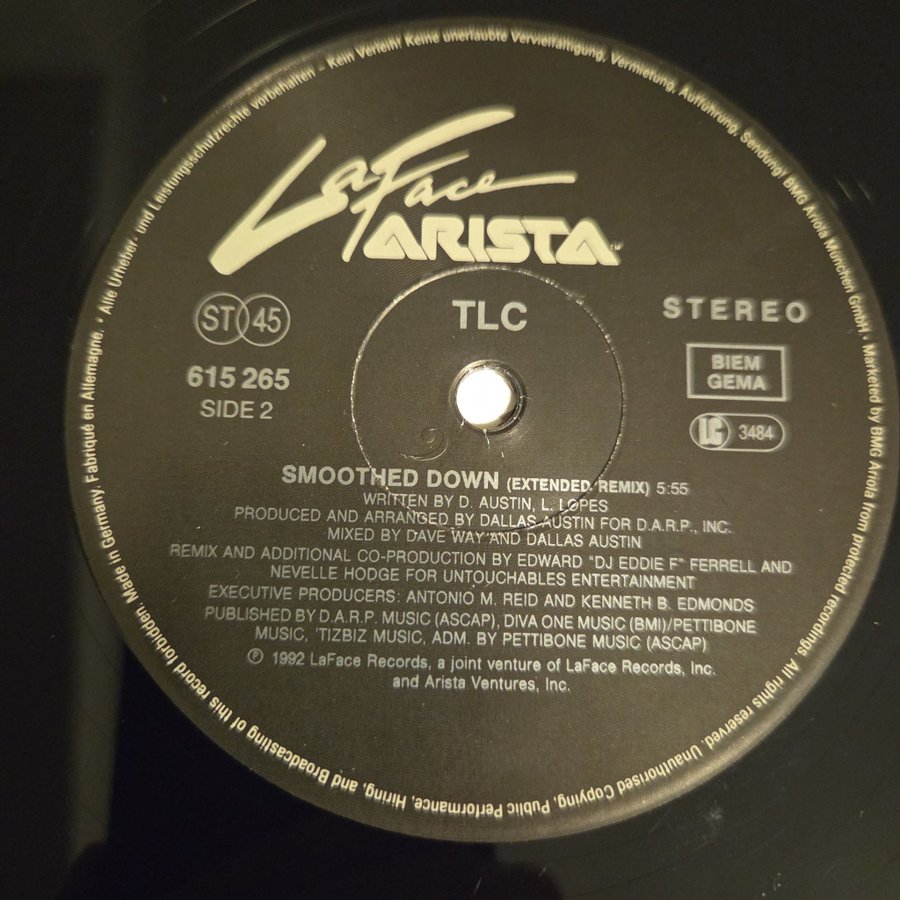 Alle Urheber- und Leistungsschutzrechte vorbehalten - Kein Verleih! Keine unerlaubte Vervielfältigung, Vermietung, Aufführung, Sendung! BMG Ariola München GmbH • Marketed by BMG Ariola from protected recordings. All rights reserved. Unauthorised Copying, Public Performance, Hiring, and Broadcasting of this record forbidden. Made in Germany. Fabriqué en Allemagne. •
LaFace
ARISTA™
TLC
STEREO
ST 45
BIEM
GEMA
615 265
SIDE 2
LC 3484
9
SMOOTHED DOWN (EXTENDED REMIX) 5:55
WRITTEN BY D. AUSTIN, L. LOPES
PRODUCED AND ARRANGED BY DALLAS AUSTIN FOR D.A.R.P., INC.
MIXED BY DAVE WAY AND DALLAS AUSTIN
REMIX AND ADDITIONAL CO-PRODUCTION BY EDWARD "DJ EDDIE F" FERRELL AND
NEVELLE HODGE FOR UNTOUCHABLES ENTERTAINMENT
EXECUTIVE PRODUCERS: ANTONIO M. REID AND KENNETH B. EDMONDS
PUBLISHED BY D.A.R.P. MUSIC (ASCAP), DIVA ONE MUSIC (BMI)/PETTIBONE
MUSIC, 'TIZBIZ MUSIC, ADM. BY PETTIBONE MUSIC (ASCAP)
℗ 1992 LaFace Records, a joint venture of LaFace Records, Inc.
and Arista Ventures, Inc.